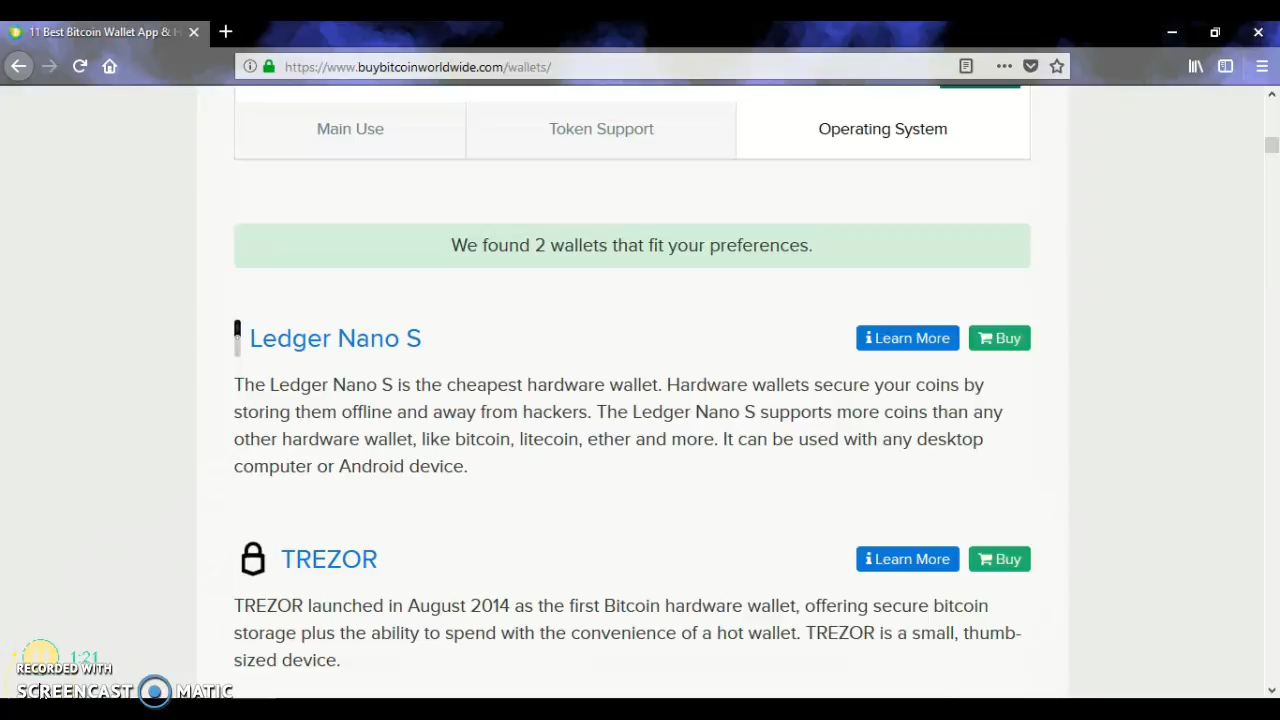 11 Best Bitcoin Wallet App & H
https://www.buybitcoinworldwide.com/wallets/
Main Use
Token Support
Operating System
We found 2 wallets that fit your preferences.
Ledger Nano S
Learn More
Buy
The Ledger Nano S is the cheapest hardware wallet. Hardware wallets secure your coins by
storing them offline and away from hackers. The Ledger Nano S supports more coins than any
other hardware wallet, like bitcoin, litecoin, ether and more. It can be used with any desktop
computer or Android device.
TREZOR
Learn More
Buy
TREZOR launched in August 2014 as the first Bitcoin hardware wallet, offering secure bitcoin
storage plus the ability to spend with the convenience of a hot wallet. TREZOR is a small, thumb-
sized device.
1:21
RECORDED WITH
SCREENCAST MATIC